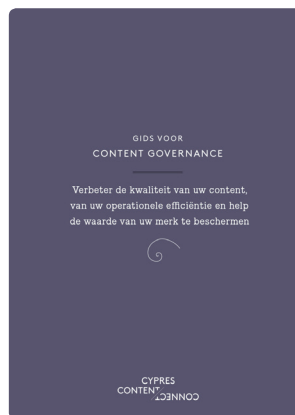 GIDS VOOR
CONTENT GOVERNANCE
Verbeter de kwaliteit van uw content,
van uw operationele efficiëntie en help
de waarde van uw merk te beschermen
CYPRES
CONTENT
CONNECT